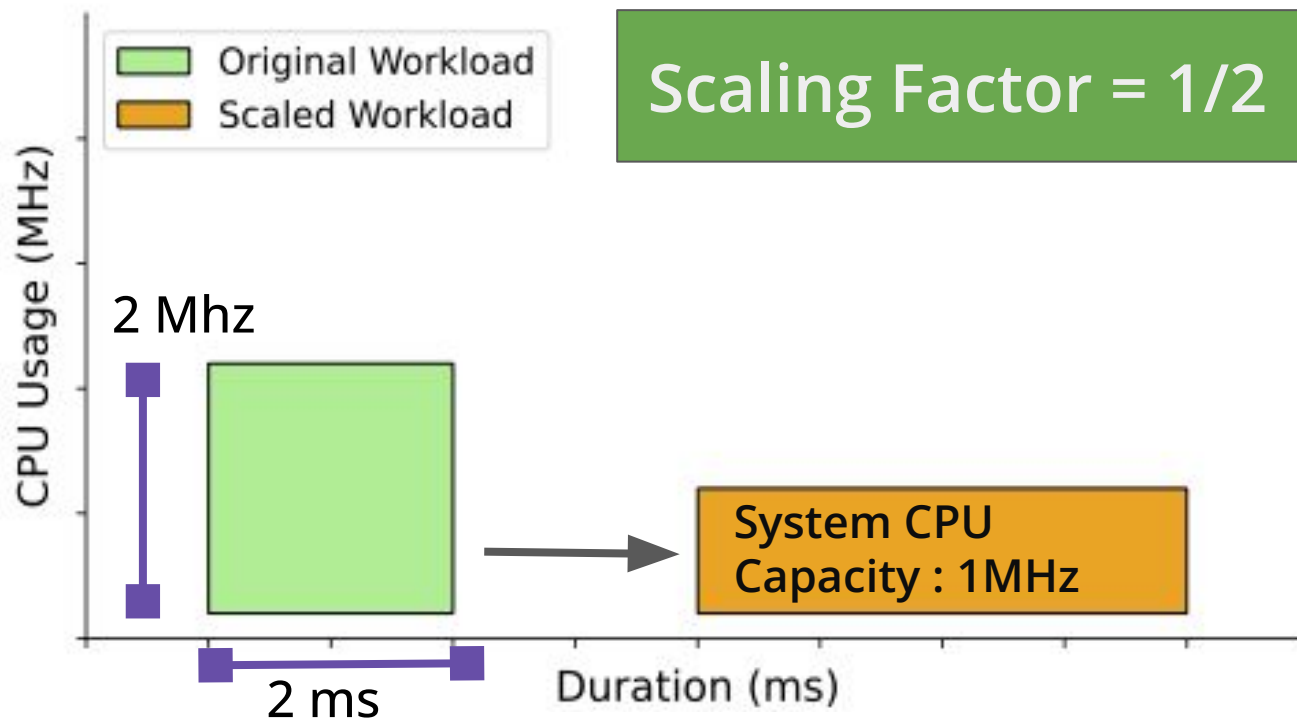 Original Workload
Scaled Workload
Scaling Factor = 1/2
CPU Usage (MHz)
2 Mhz
System CPU
Capacity : 1MHz
2 ms
Duration (ms)